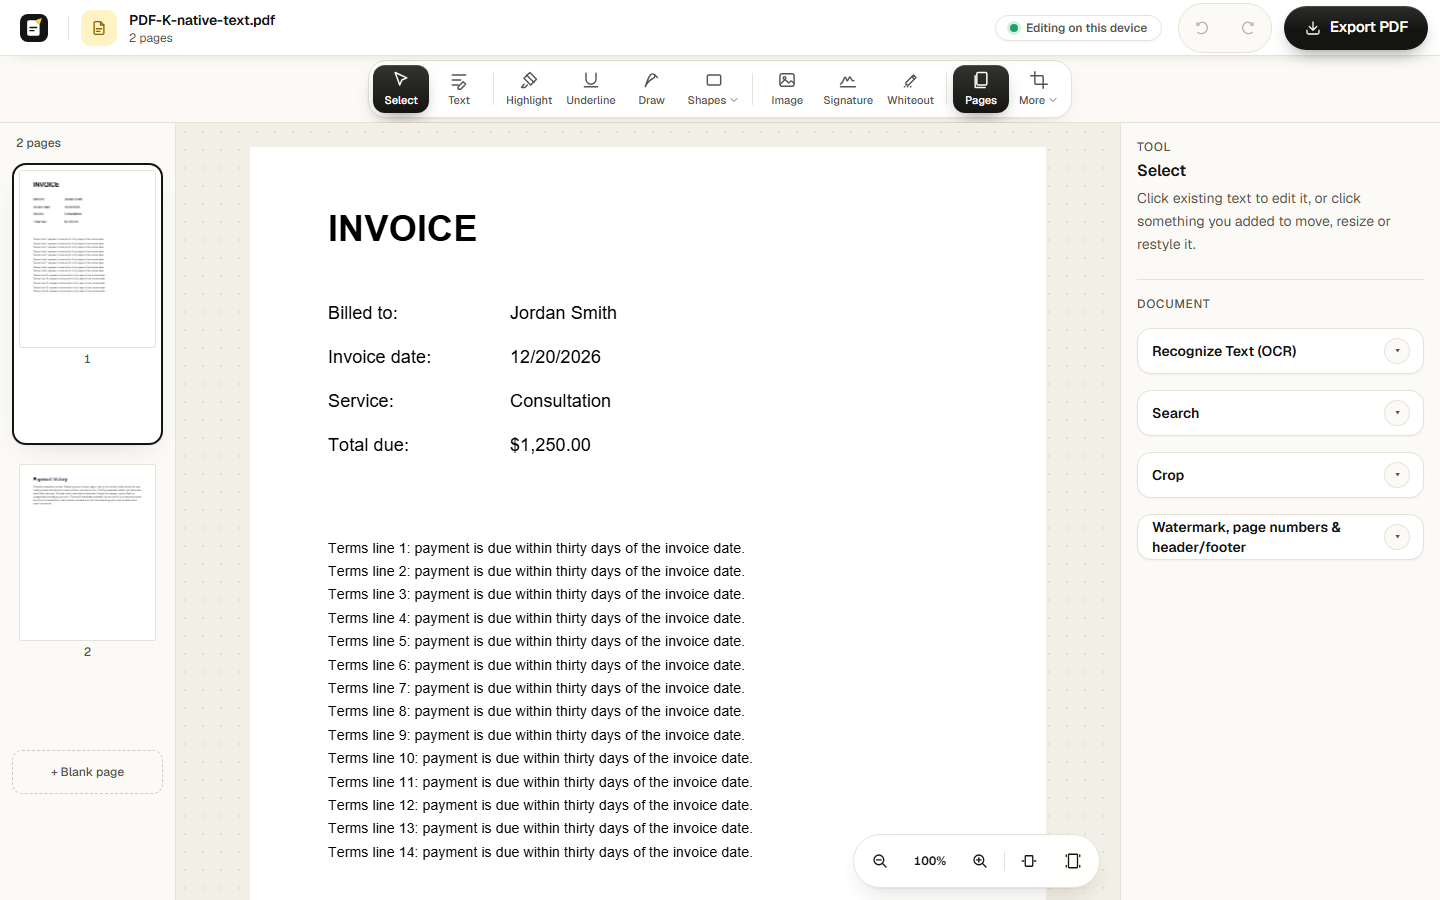 PDF-K-native-text.pdf
2 pages
Editing on this device
Export PDF
Select
Text
Highlight
Underline
Draw
Shapes
Image
Signature
Whiteout
Pages
More
2 pages
INVOICE
1
Payment history
2
+ Blank page
INVOICE
Billed to: Jordan Smith
Invoice date: 12/20/2026
Service: Consultation
Total due: $1,250.00
Terms line 1: payment is due within thirty days of the invoice date.
Terms line 2: payment is due within thirty days of the invoice date.
Terms line 3: payment is due within thirty days of the invoice date.
Terms line 4: payment is due within thirty days of the invoice date.
Terms line 5: payment is due within thirty days of the invoice date.
Terms line 6: payment is due within thirty days of the invoice date.
Terms line 7: payment is due within thirty days of the invoice date.
Terms line 8: payment is due within thirty days of the invoice date.
Terms line 9: payment is due within thirty days of the invoice date.
Terms line 10: payment is due within thirty days of the invoice date.
Terms line 11: payment is due within thirty days of the invoice date.
Terms line 12: payment is due within thirty days of the invoice date.
Terms line 13: payment is due within thirty days of the invoice date.
Terms line 14: payment is due within thirty days of the invoice date.
100%
TOOL
Select
Click existing text to edit it, or click
something you added to move, resize or
restyle it.
DOCUMENT
Recognize Text (OCR)
Search
Crop
Watermark, page numbers &
header/footer